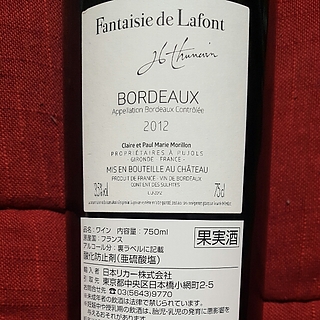 Fantaisie de Lafont
BORDEAUX
Appellation Bordeaux Contrôlée
2012
Claire et Paul Marie Morillon
PROPRIÉTAIRES À PUJOLS
GIRONDE - FRANCE -
MIS EN BOUTEILLE AU CHÂTEAU
PRODUIT DE FRANCE - VIN DE BORDEAUX
CONTIENT DES SULFITES
75cl
品名:ワイン 内容量:750ml
原産国:フランス
アルコール分:裏ラベルに記載
酸化防止剤(亜硫酸塩)
果実酒
輸入者 日本リカー株式会社
東京都中央区日本橋小網町2-5
☎03(5643)9770